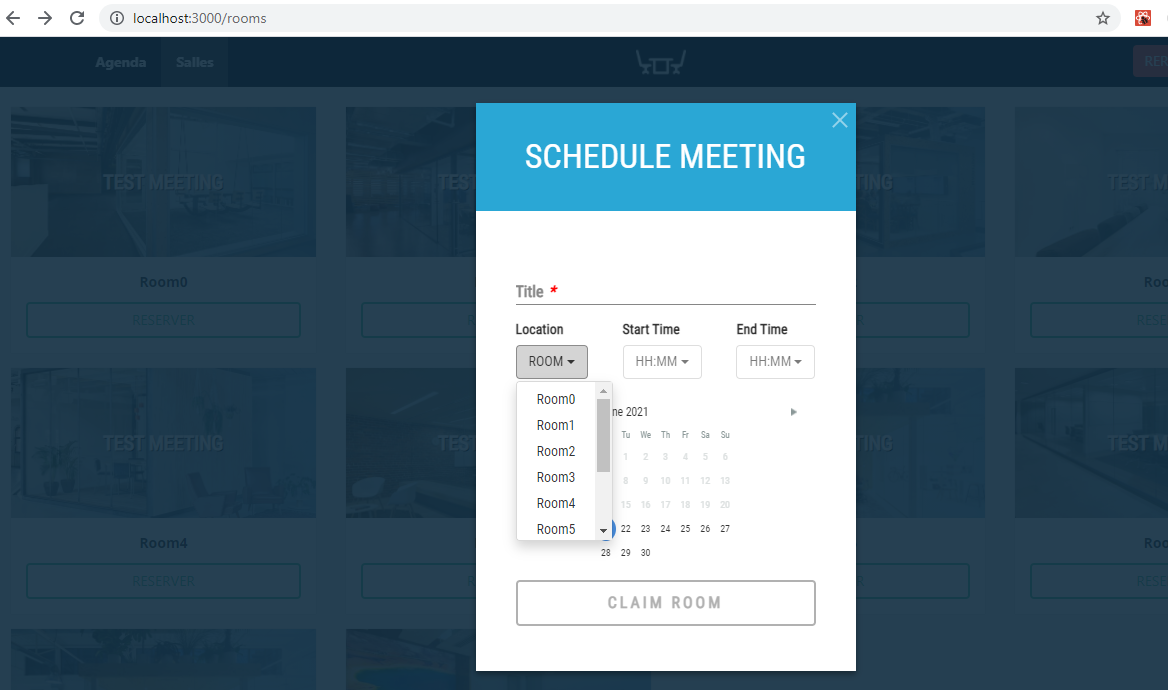 localhost:3000/rooms
Agenda Salles
SCHEDULE MEETING
TEST MEETING
Room0
RESERVER
Title *
Location Start Time End Time
ROOM HH:MM HH:MM
Room0
Room1
Room2
Room3
Room4
Room5
2021
Tu We Th Fr Sa Su
1 2 3 4 5 6
8 9 10 11 12 13
15 16 17 18 19 20
22 23 24 25 26 27
28 29 30
CLAIM ROOM
TEST MEETING
Room4
RESERVER